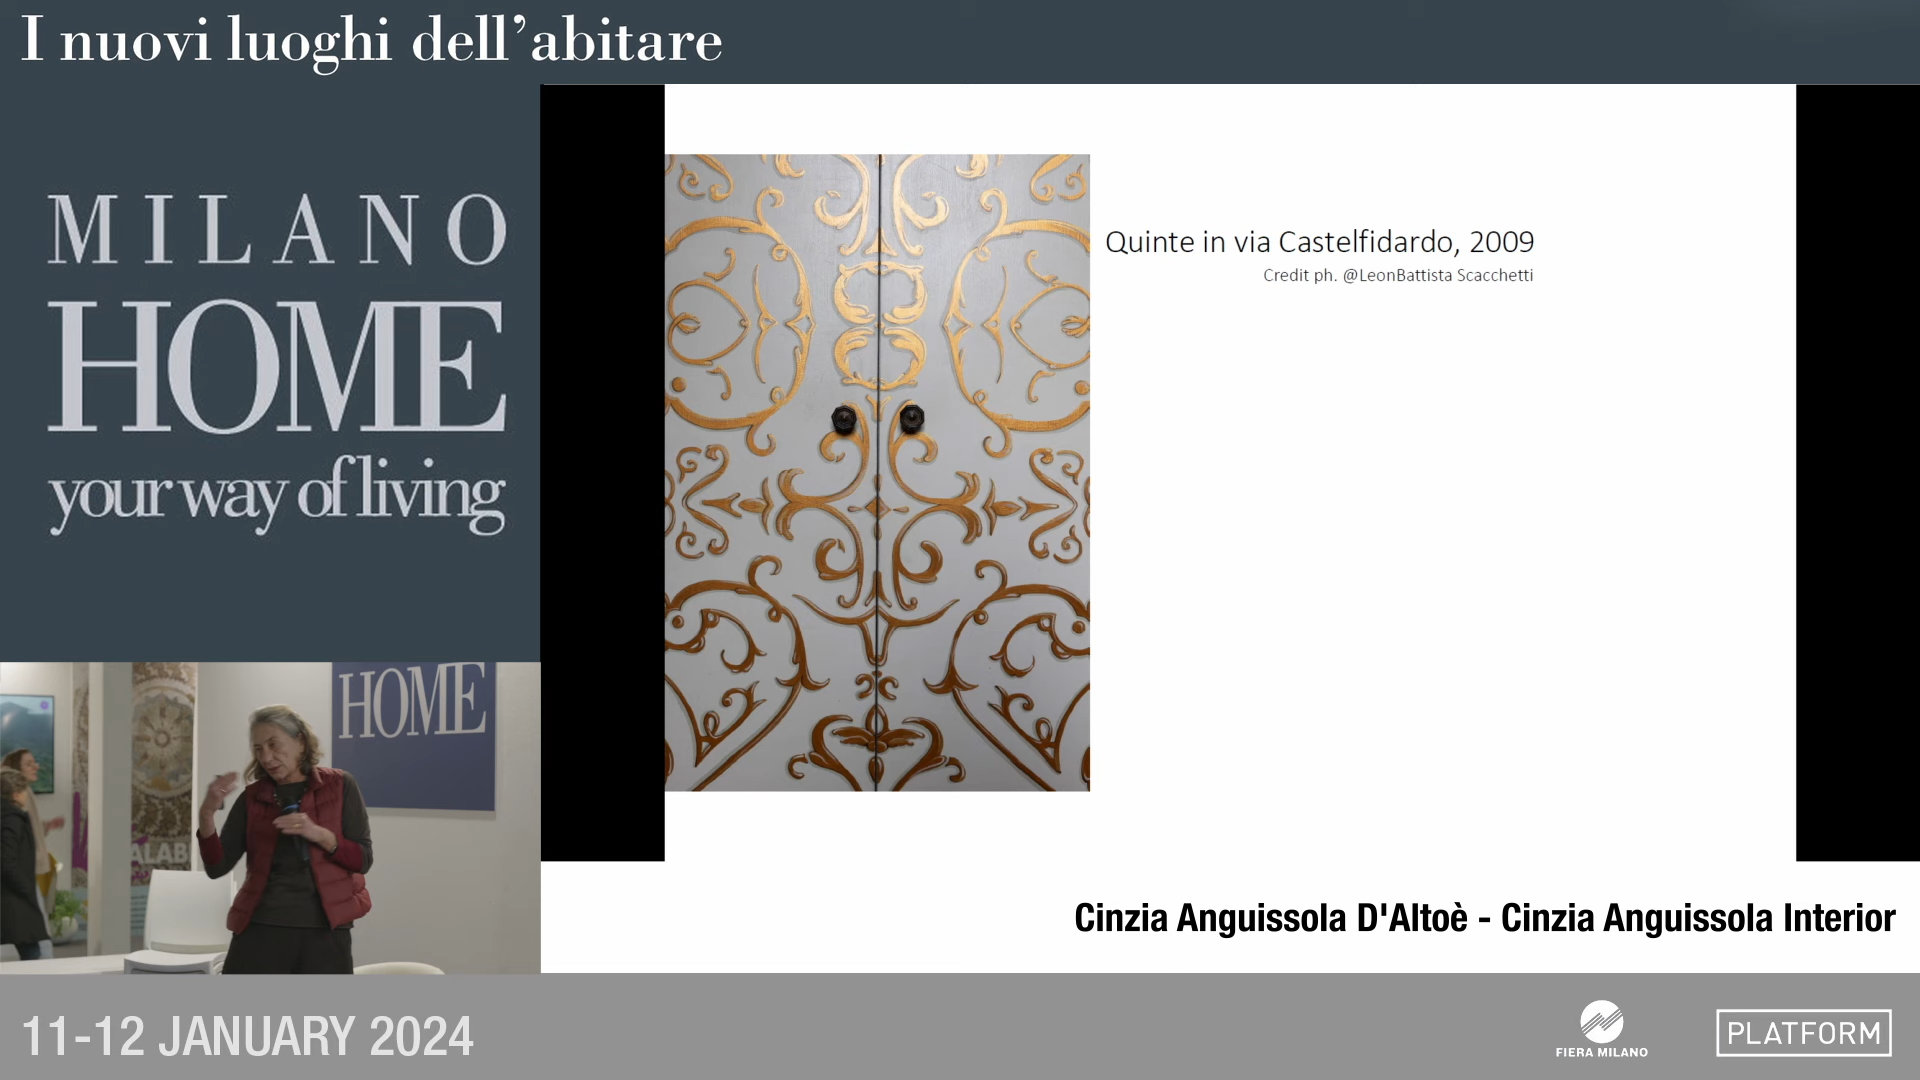 I nuovi luoghi dell’abitare
MILANO
HOME
your way of living
Quinte in via Castelfidardo, 2009
Credit ph. @LeonBattista Scacchetti
HOME
ALAB
Cinzia Anguissola D'Altoè - Cinzia Anguissola Interior
11-12 JANUARY 2024
FIERA MILANO
PLATFORM